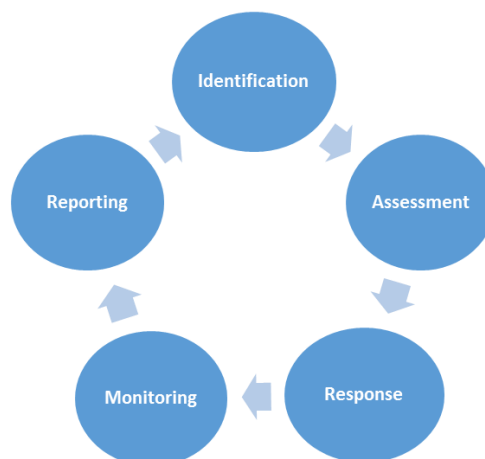 Identification
Assessment
Response
Monitoring
Reporting